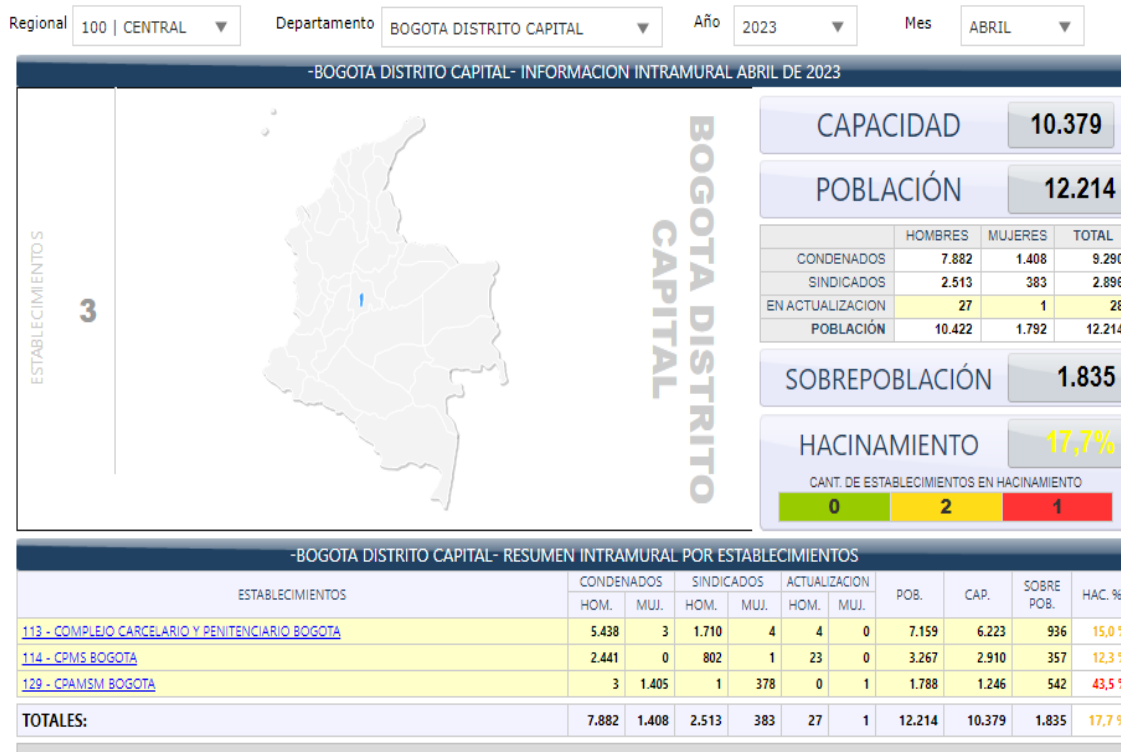 Regional 100 | CENTRAL Departamento BOGOTA DISTRITO CAPITAL Año 2023 Mes ABRIL
-BOGOTA DISTRITO CAPITAL- INFORMACION INTRAMURAL ABRIL DE 2023
ESTABLECIMIENTOS
3
BOGOTA DISTRITO
CAPITAL
CAPACIDAD 10.379
POBLACIÓN 12.214
HOMBRES MUJERES TOTAL
CONDENADOS 7.882 1.408 9.290
SINDICADOS 2.513 383 2.896
EN ACTUALIZACION 27 1 28
POBLACIÓN 10.422 1.792 12.214
SOBREPOBLACIÓN 1.835
HACINAMIENTO 17,7%
CANT. DE ESTABLECIMIENTOS EN HACINAMIENTO
0 2 1
-BOGOTA DISTRITO CAPITAL- RESUMEN INTRAMURAL POR ESTABLECIMIENTOS
ESTABLECIMIENTOS CONDENADOS SINDICADOS ACTUALIZACION POB. CAP. SOBRE POB. HAC. %
HOM. MUJ. HOM. MUJ. HOM. MUJ.
113 - COMPLEJO CARCELARIO Y PENITENCIARIO BOGOTA 5.438 3 1.710 4 4 0 7.159 6.223 936 15,0 %
114 - CPMS BOGOTA 2.441 0 802 1 23 0 3.267 2.910 357 12,3 %
129 - CPAMSM BOGOTA 3 1.405 1 378 0 1 1.788 1.246 542 43,5 %
TOTALES: 7.882 1.408 2.513 383 27 1 12.214 10.379 1.835 17,7 %